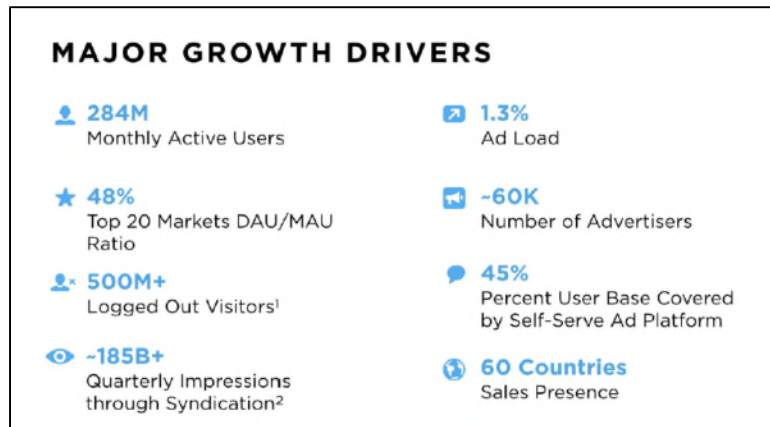 MAJOR GROWTH DRIVERS
284M
Monthly Active Users
48%
Top 20 Markets DAU/MAU
Ratio
500M+
Logged Out Visitors¹
~185B+
Quarterly Impressions
through Syndication²
1.3%
Ad Load
~60K
Number of Advertisers
45%
Percent User Base Covered
by Self-Serve Ad Platform
60 Countries
Sales Presence